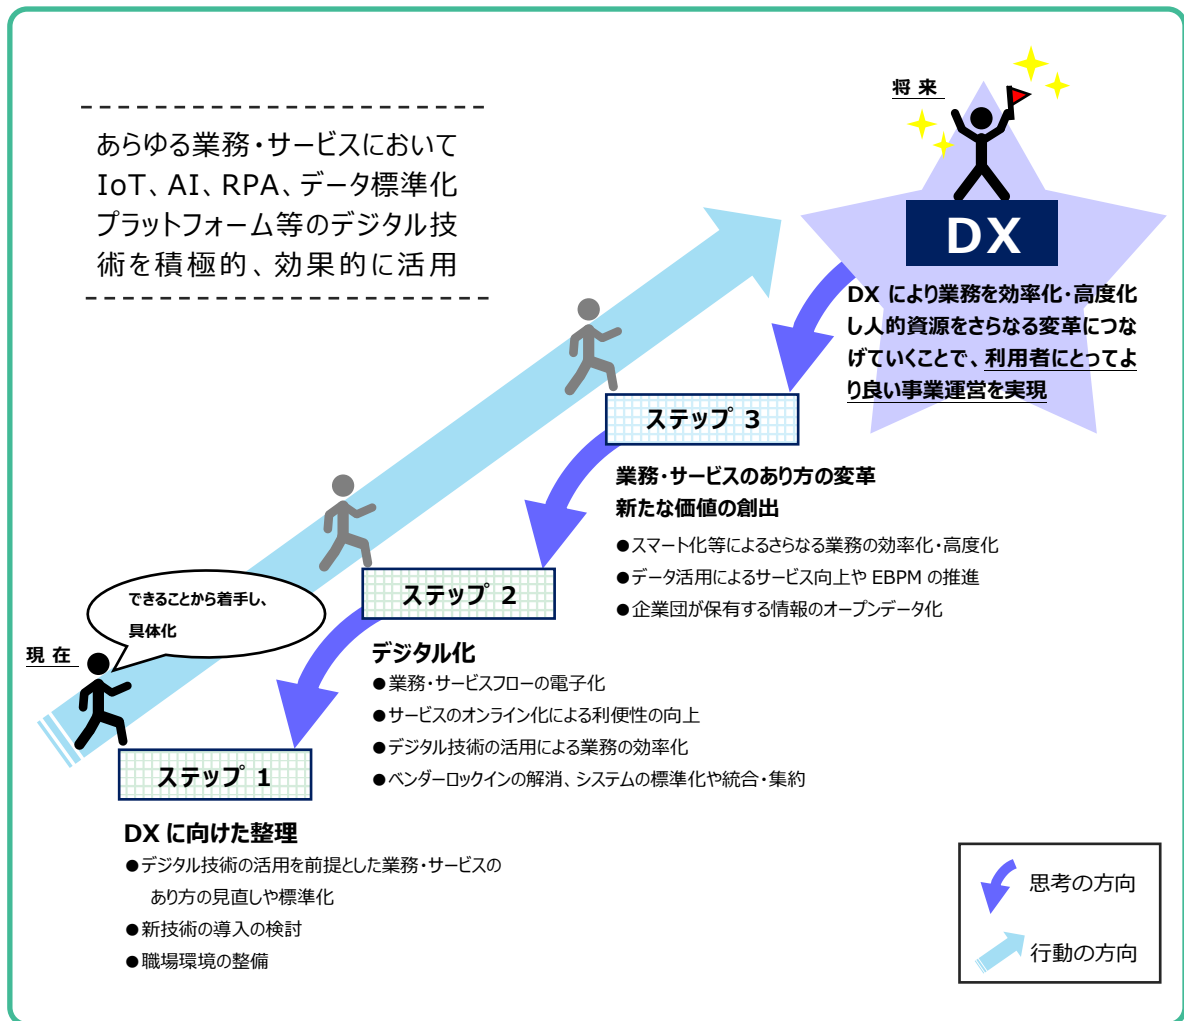 将 来
あらゆる業務・サービスにおいて
IoT、AI、RPA、データ標準化
プラットフォーム等のデジタル技
術を積極的、効果的に活用
DX
DX により業務を効率化・高度化
し人的資源をさらなる変革につな
げていくことで、利用者にとってよ
り良い事業運営を実現
ステップ 3
業務・サービスのあり方の変革
新たな価値の創出
●スマート化等によるさらなる業務の効率化・高度化
●データ活用によるサービス向上や EBPM の推進
●企業団が保有する情報のオープンデータ化
ステップ 2
デジタル化
●業務・サービスフローの電子化
●サービスのオンライン化による利便性の向上
●デジタル技術の活用による業務の効率化
●ベンダーロックインの解消、システムの標準化や統合・集約
できることから着手し、
具体化
現 在
ステップ 1
DX に向けた整理
●デジタル技術の活用を前提とした業務・サービスの
あり方の見直しや標準化
●新技術の導入の検討
●職場環境の整備
思考の方向
行動の方向